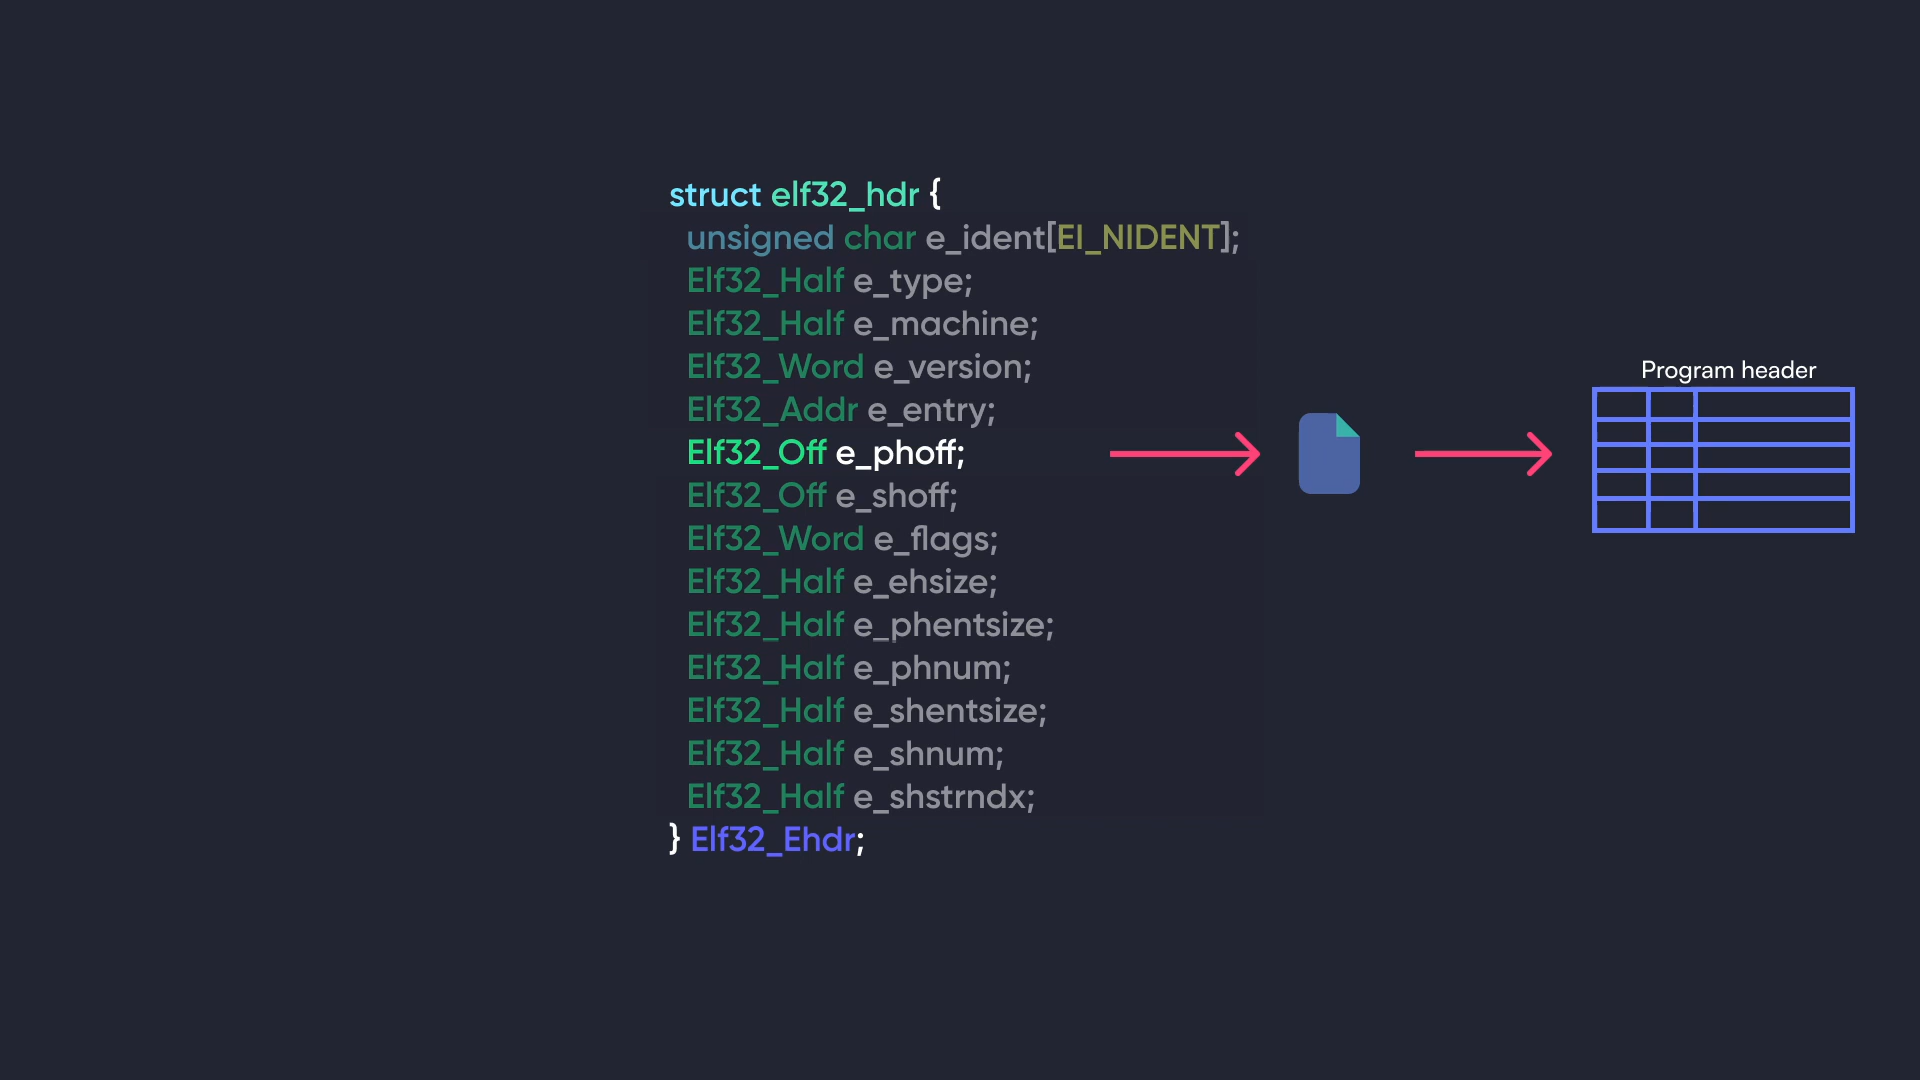 struct elf32_hdr {
unsigned char e_ident[EI_NIDENT];
Elf32_Half e_type;
Elf32_Half e_machine;
Elf32_Word e_version;
Elf32_Addr e_entry;
Elf32_Off e_phoff;
Elf32_Off e_shoff;
Elf32_Word e_flags;
Elf32_Half e_ehsize;
Elf32_Half e_phentsize;
Elf32_Half e_phnum;
Elf32_Half e_shentsize;
Elf32_Half e_shnum;
Elf32_Half e_shstrndx;
} Elf32_Ehdr;
Program header